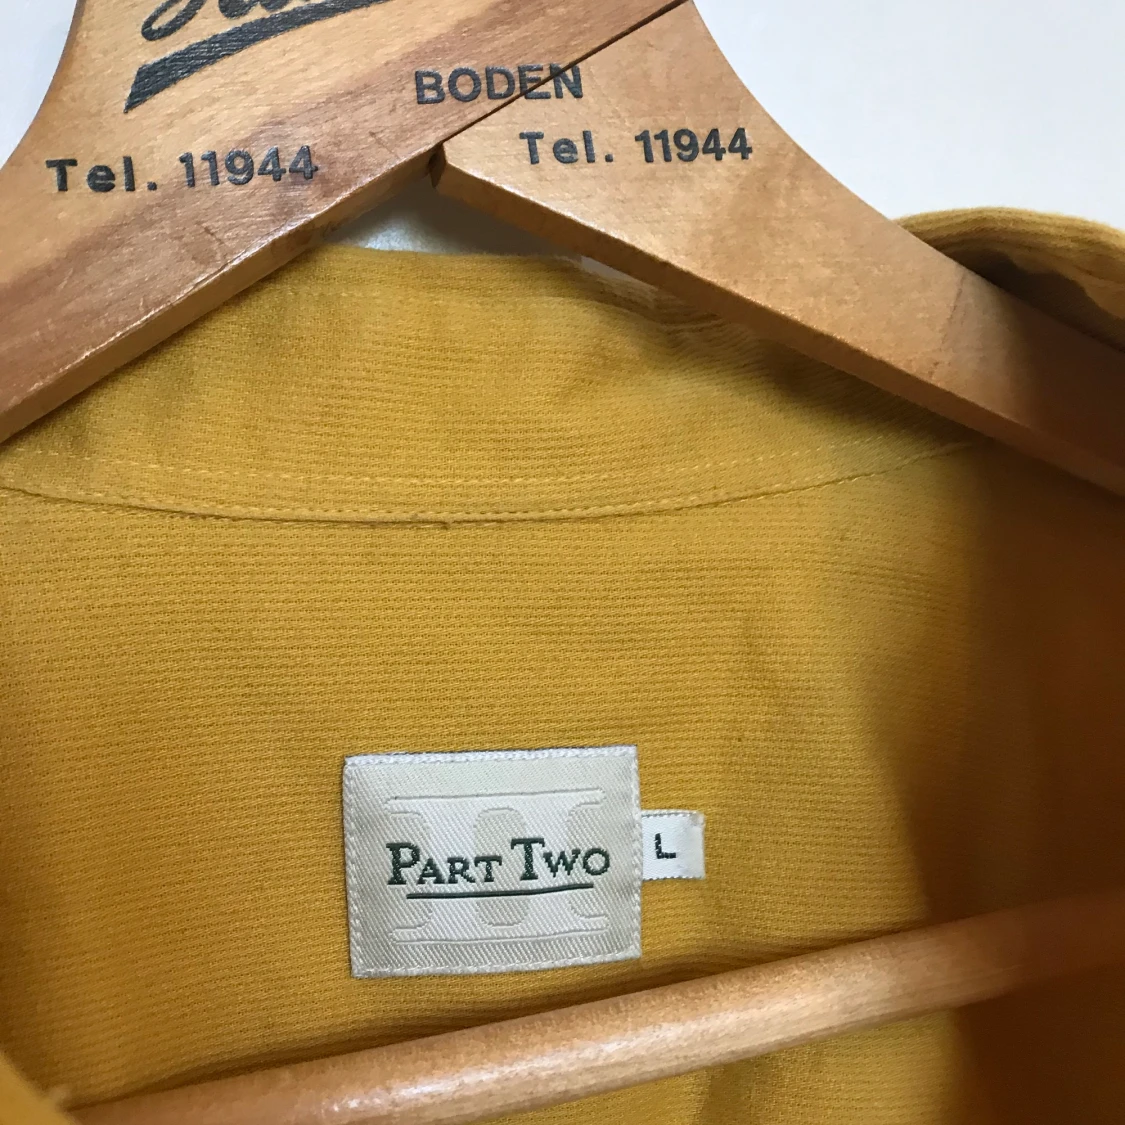 BODEN
Tel. 11944
Tel. 11944
PART TWO
L